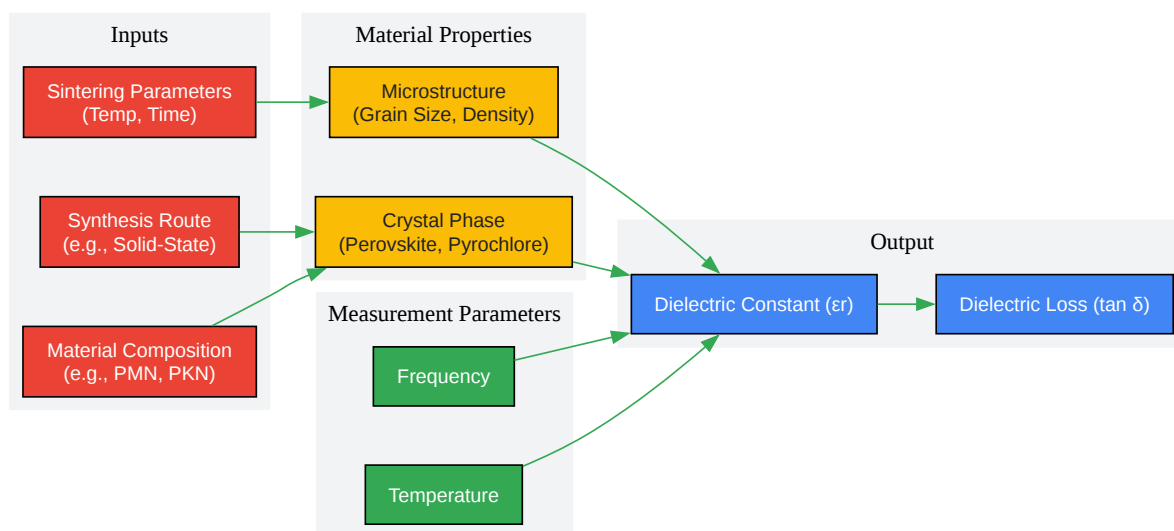 Inputs
Sintering Parameters
(Temp, Time)
Synthesis Route
(e.g., Solid-State)
Material Composition
(e.g., PMN, PKN)
Material Properties
Microstructure
(Grain Size, Density)
Crystal Phase
(Perovskite, Pyrochlore)
Measurement Parameters
Frequency
Temperature
Output
Dielectric Constant (εr)
Dielectric Loss (tan δ)